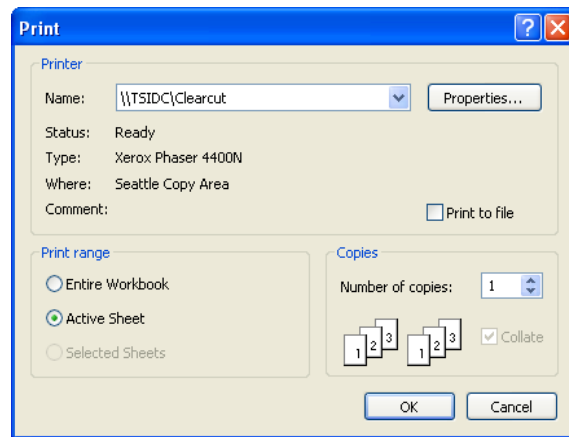 Print
Printer
Name: \\TSIDC\Clearcut Properties...
Status: Ready
Type: Xerox Phaser 4400N
Where: Seattle Copy Area
Comment:
Print to file
Print range
Entire Workbook
Active Sheet
Selected Sheets
Copies
Number of copies: 1
1 2 3 1 2 3 Collate
OK Cancel